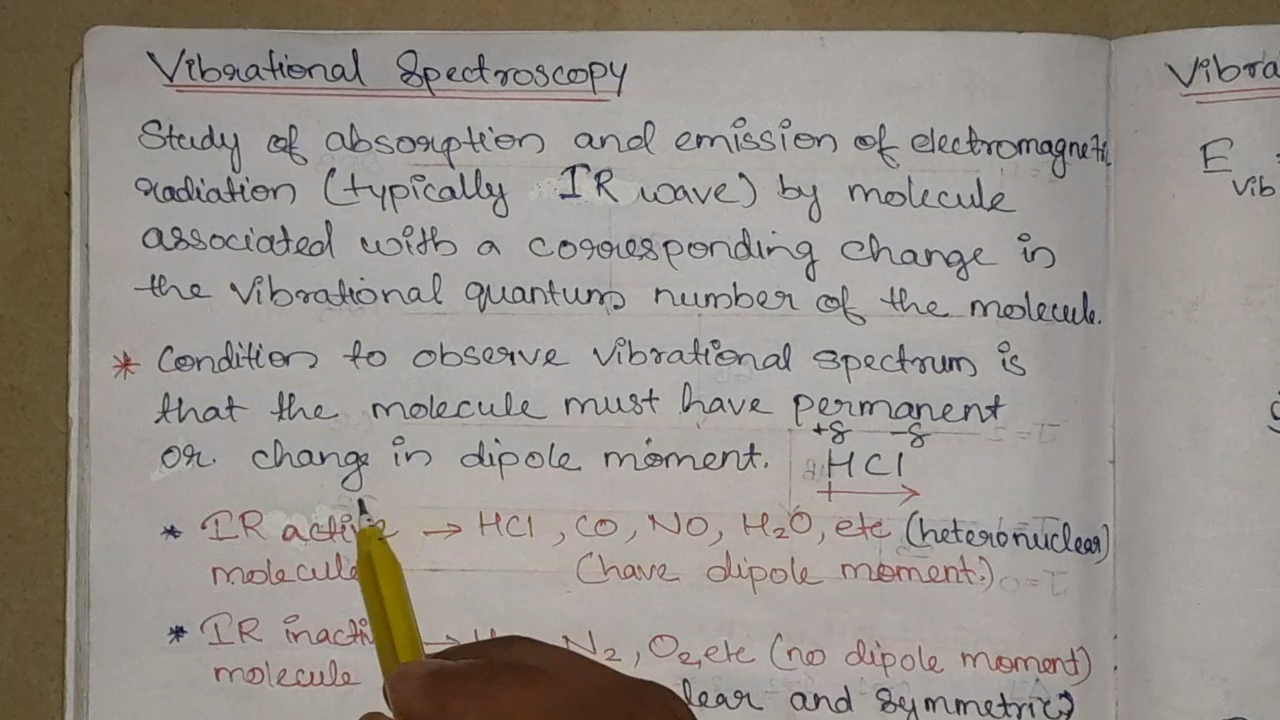 Vibrational Spectroscopy
Study of absorption and emission of electromagnetic
radiation (typically IR wave) by molecule
associated with a corresponding change in
the vibrational quantum number of the molecule.
* Condition to observe vibrational spectrum is
that the molecule must have permanent
or change in dipole moment.
+δ -δ
HCl
* IR active → HCl, CO, NO, H2O, etc (heteronuclear)
molecule (have dipole moment.)
* IR inacti → N2, O2, etc (no dipole moment)
molecule
lear and symmetric)
Vibra
E vib